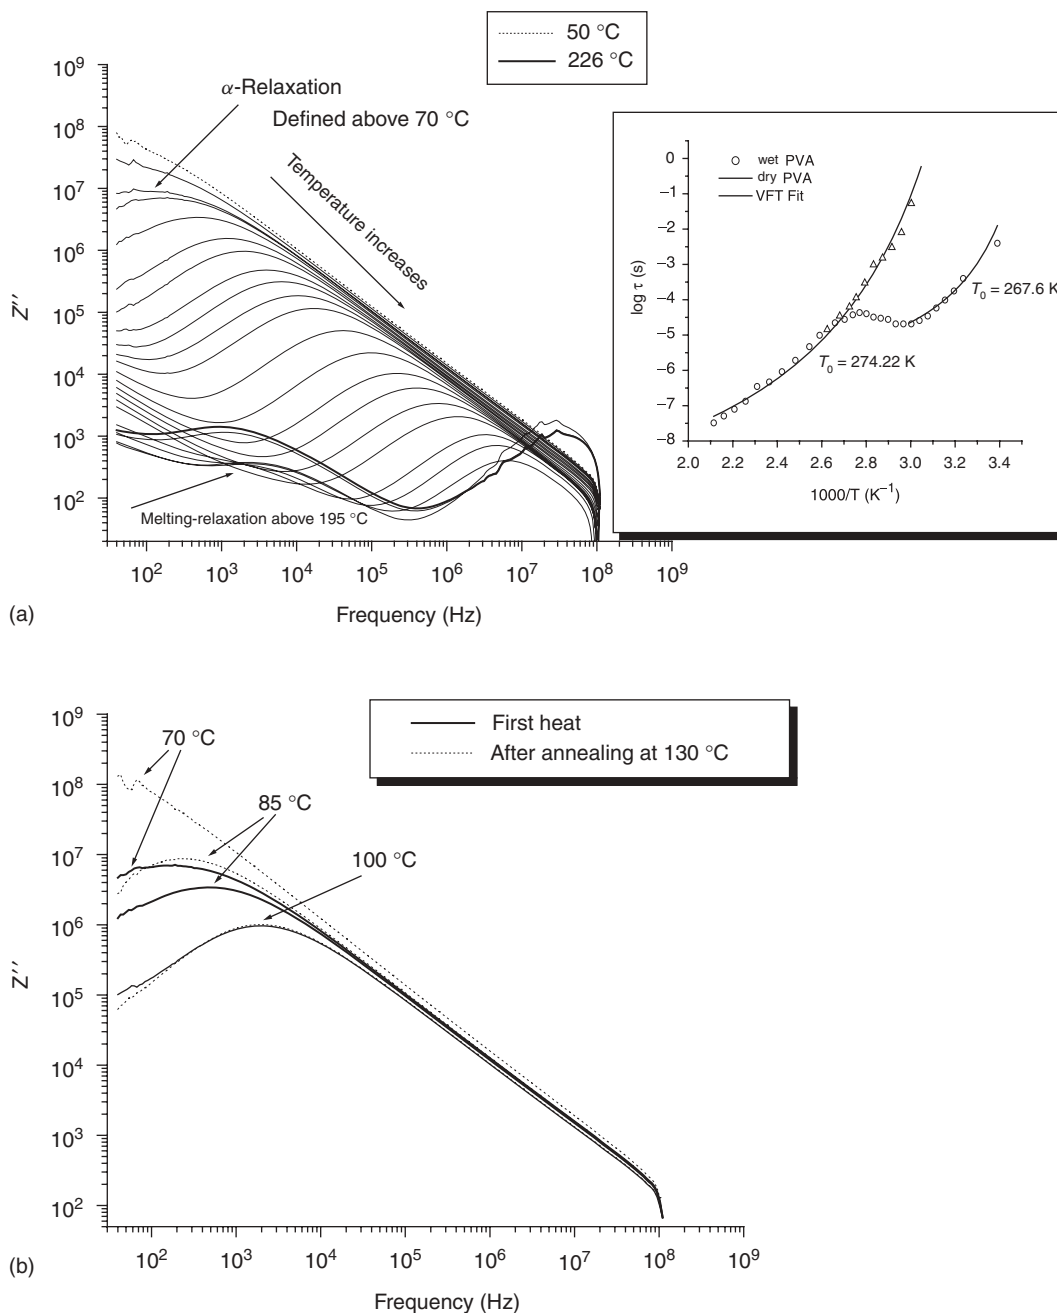 50 °C
226 °C
10⁹
10⁸
10⁷
10⁶
10⁵
10⁴
10³
10²
Z′′
α-Relaxation
Defined above 70 °C
Temperature increases
Melting-relaxation above 195 °C
10² 10³ 10⁴ 10⁵ 10⁶ 10⁷ 10⁸ 10⁹
Frequency (Hz)
(a)
wet PVA
dry PVA
VFT Fit
0
−1
−2
−3
−4
−5
−6
−7
−8
log τ (s)
T₀ = 267.6 K
T₀ = 274.22 K
2.0 2.2 2.4 2.6 2.8 3.0 3.2 3.4
1000/T (K⁻¹)
First heat
After annealing at 130 °C
10⁹
10⁸
10⁷
10⁶
10⁵
10⁴
10³
10²
Z′′
70 °C
85 °C
100 °C
10² 10³ 10⁴ 10⁵ 10⁶ 10⁷ 10⁸ 10⁹
Frequency (Hz)
(b)